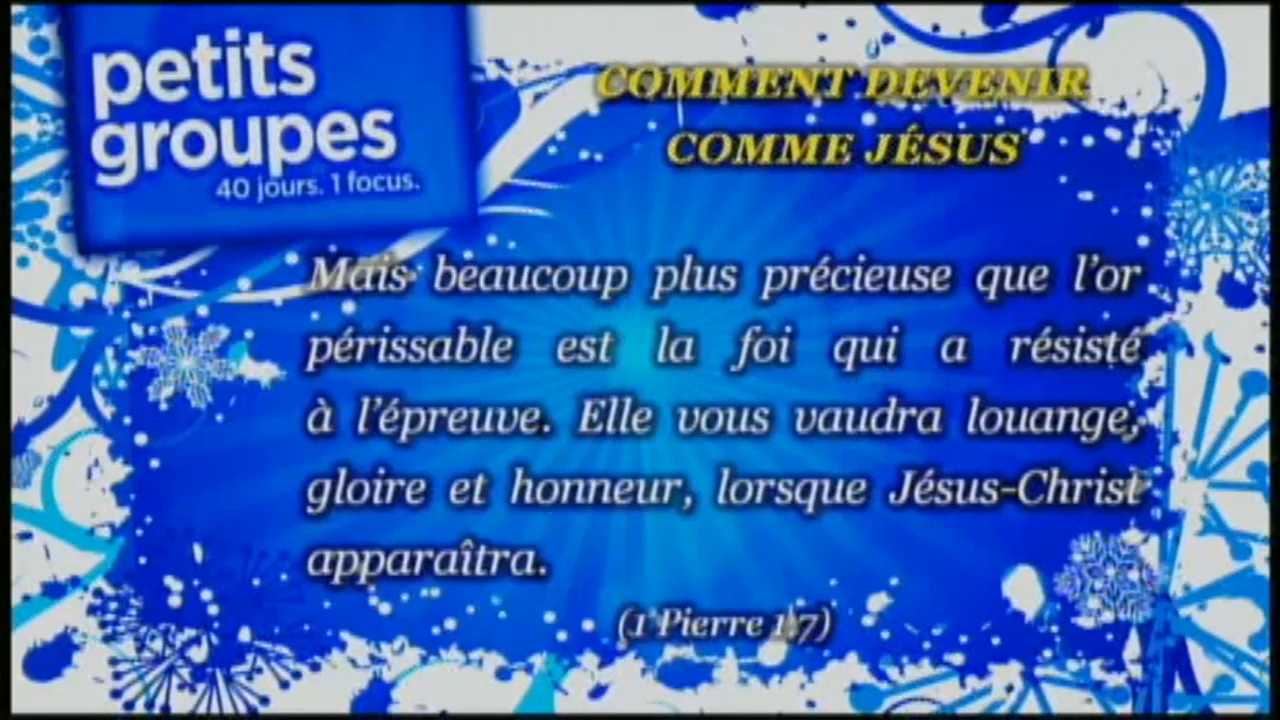 petits
groupes
40 jours. 1 focus.
COMMENT DEVENIR
COMME JÉSUS
Mais beaucoup plus précieuse que l'or
périssable est la foi qui a résisté
à l'épreuve. Elle vous vaudra louange,
gloire et honneur, lorsque Jésus-Christ
apparaîtra.
(1 Pierre 1.7)